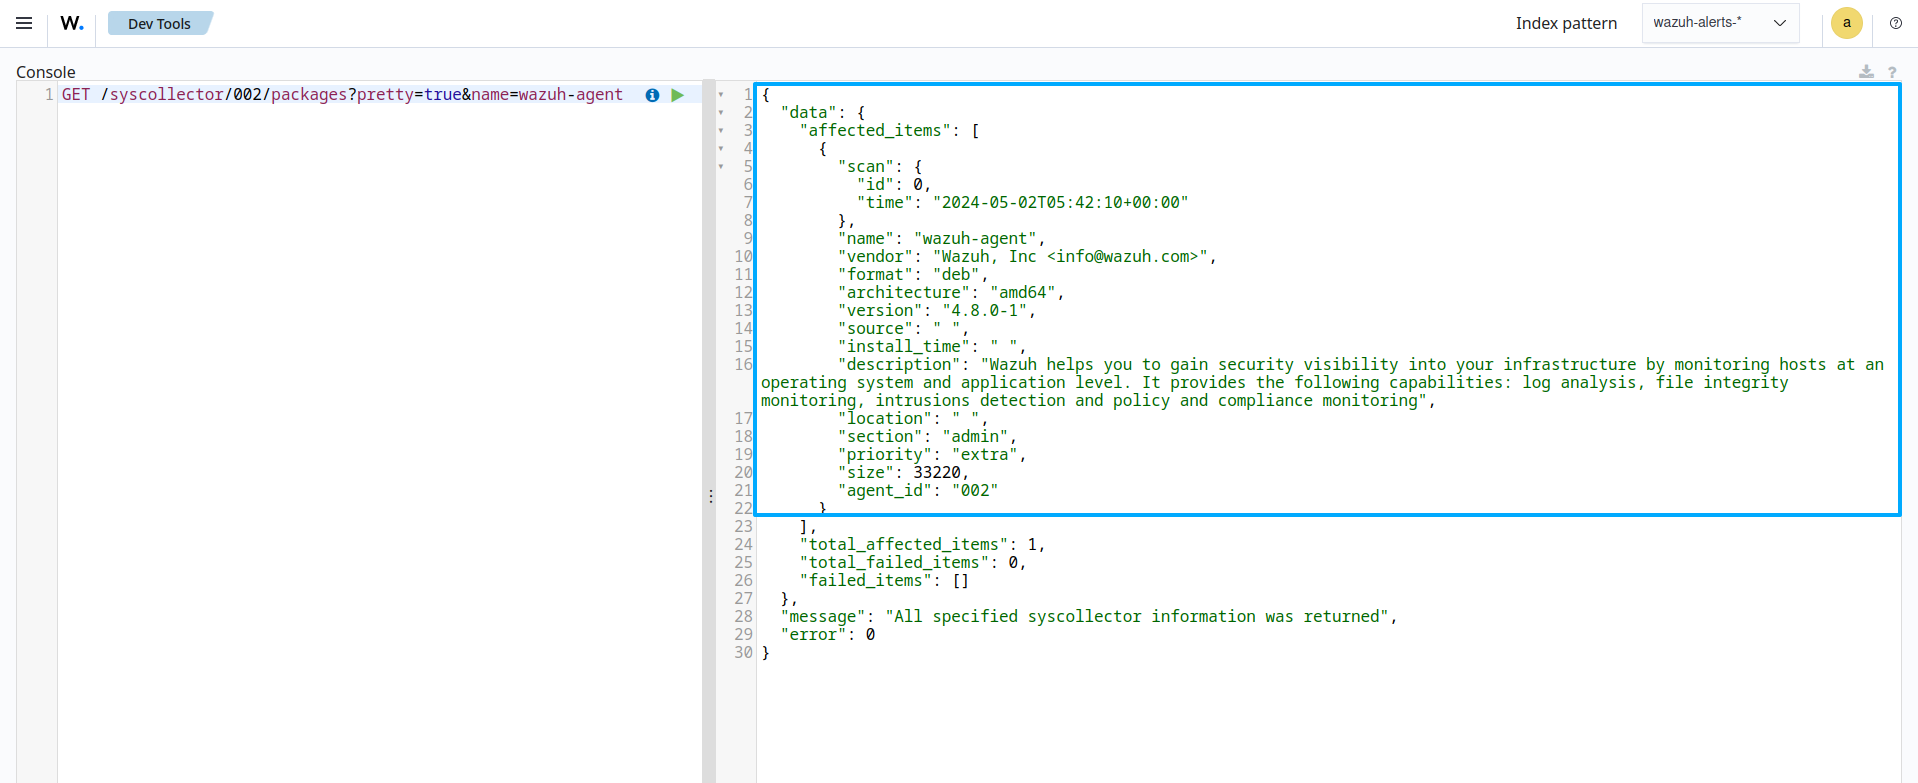 W.
Dev Tools
Index pattern
wazuh-alerts-*
a
?
Console
?
1 GET /syscollector/002/packages?pretty=true&name=wazuh-agent
1 {
2   "data": {
3     "affected_items": [
4       {
5         "scan": {
6           "id": 0,
7           "time": "2024-05-02T05:42:10+00:00"
8         },
9         "name": "wazuh-agent",
10         "vendor": "Wazuh, Inc <info@wazuh.com>",
11         "format": "deb",
12         "architecture": "amd64",
13         "version": "4.8.0-1",
14         "source": " ",
15         "install_time": " ",
16         "description": "Wazuh helps you to gain security visibility into your infrastructure by monitoring hosts at an
operating system and application level. It provides the following capabilities: log analysis, file integrity
monitoring, intrusions detection and policy and compliance monitoring",
17         "location": " ",
18         "section": "admin",
19         "priority": "extra",
20         "size": 33220,
21         "agent_id": "002"
22       }
23     ],
24     "total_affected_items": 1,
25     "total_failed_items": 0,
26     "failed_items": []
27   },
28   "message": "All specified syscollector information was returned",
29   "error": 0
30 }